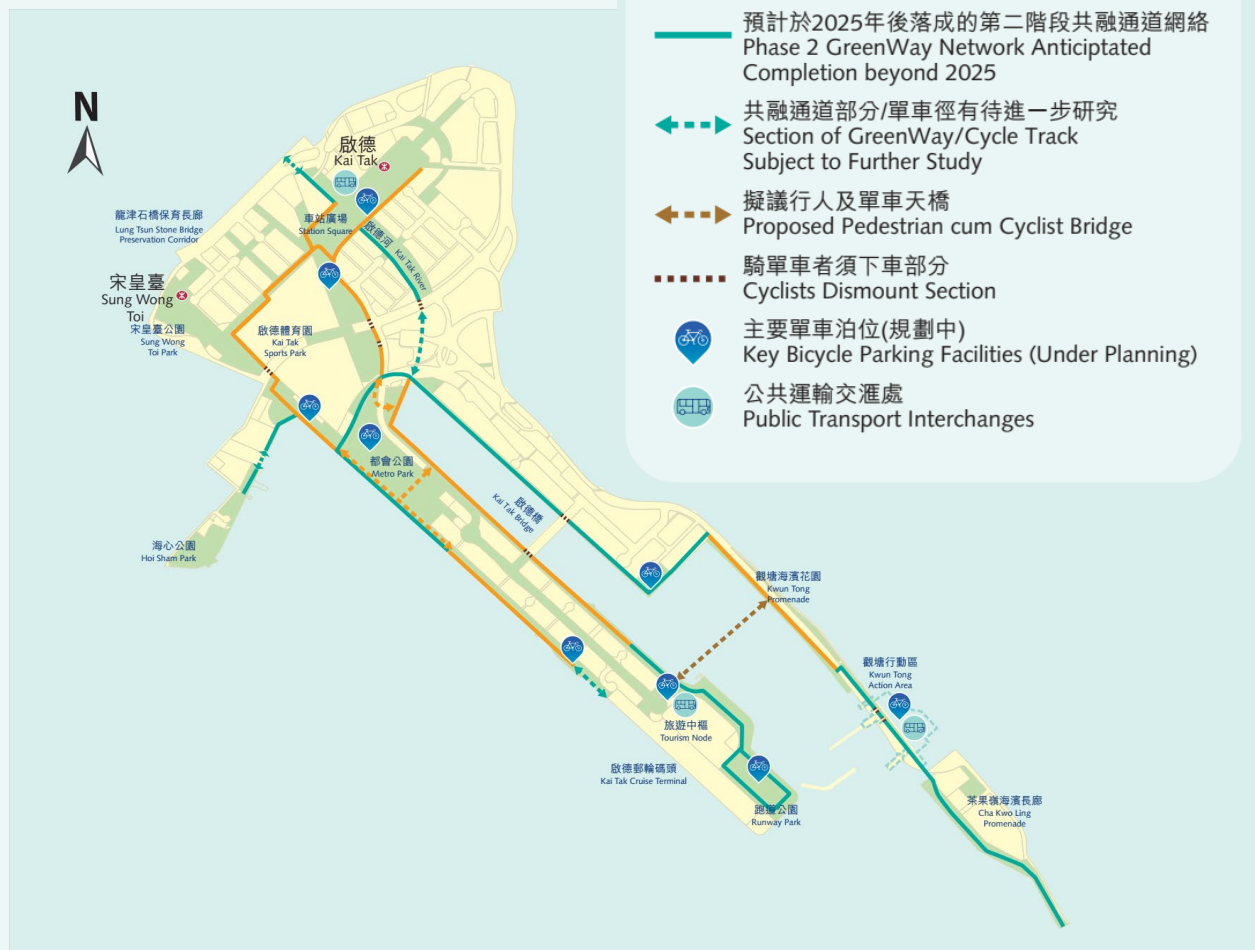 預計於2025年後落成的第二階段共融通道網絡
Phase 2 GreenWay Network Anticiptated
Completion beyond 2025
共融通道部分/單車徑有待進一步研究
Section of GreenWay/Cycle Track
Subject to Further Study
擬議行人及單車天橋
Proposed Pedestrian cum Cyclist Bridge
騎單車者須下車部分
Cyclists Dismount Section
主要單車泊位(規劃中)
Key Bicycle Parking Facilities (Under Planning)
公共運輸交滙處
Public Transport Interchanges
N
啟德
Kai Tak
龍津石橋保育長廊
Lung Tsun Stone Bridge
Preservation Corridor
車站廣場
Station Square
啟德河 Kai Tak River
宋皇臺
Sung Wong
Toi
宋皇臺公園
Sung Wong
Toi Park
啟德體育園
Kai Tak
Sports Park
都會公園
Metro Park
啟德橋
Kai Tak Bridge
海心公園
Hoi Sham Park
觀塘海濱花園
Kwun Tong
Promenade
觀塘行動區
Kwun Tong
Action Area
旅遊中樞
Tourism Node
啟德郵輪碼頭
Kai Tak Cruise Terminal
跑道公園
Runway Park
茶果嶺海濱長廊
Cha Kwo Ling
Promenade